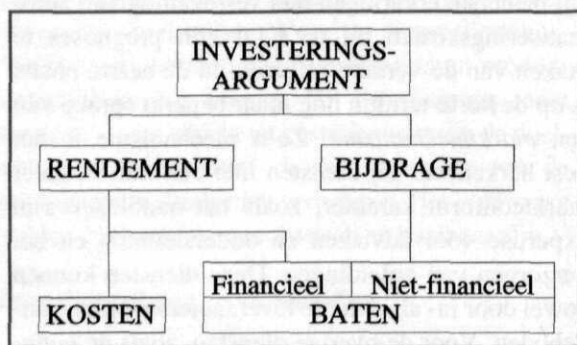 INVESTERINGS-
ARGUMENT
RENDEMENT
BIJDRAGE
Financieel
Niet-financieel
KOSTEN
BATEN